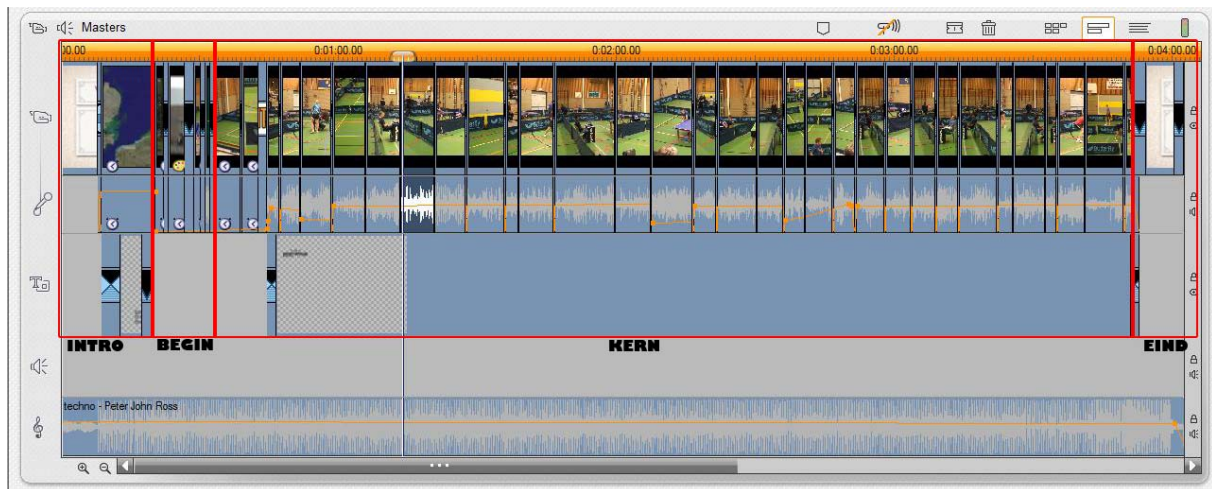 Masters
00.00 0:01:00.00 0:02:00.00 0:03:00.00 0:04:00.00
INTRO BEGIN KERN EIND
techno - Peter John Ross